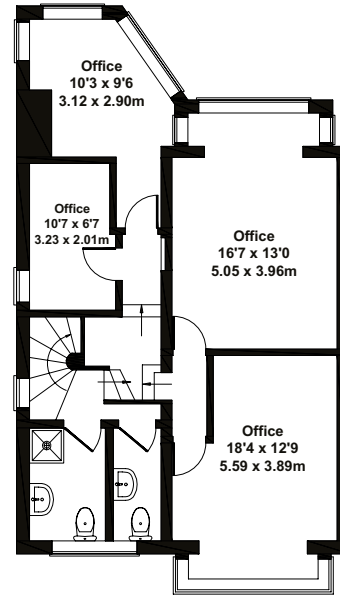 Office
10'3 x 9'6
3.12 x 2.90m
Office
10'7 x 6'7
3.23 x 2.01m
Office
16'7 x 13'0
5.05 x 3.96m
Office
18'4 x 12'9
5.59 x 3.89m